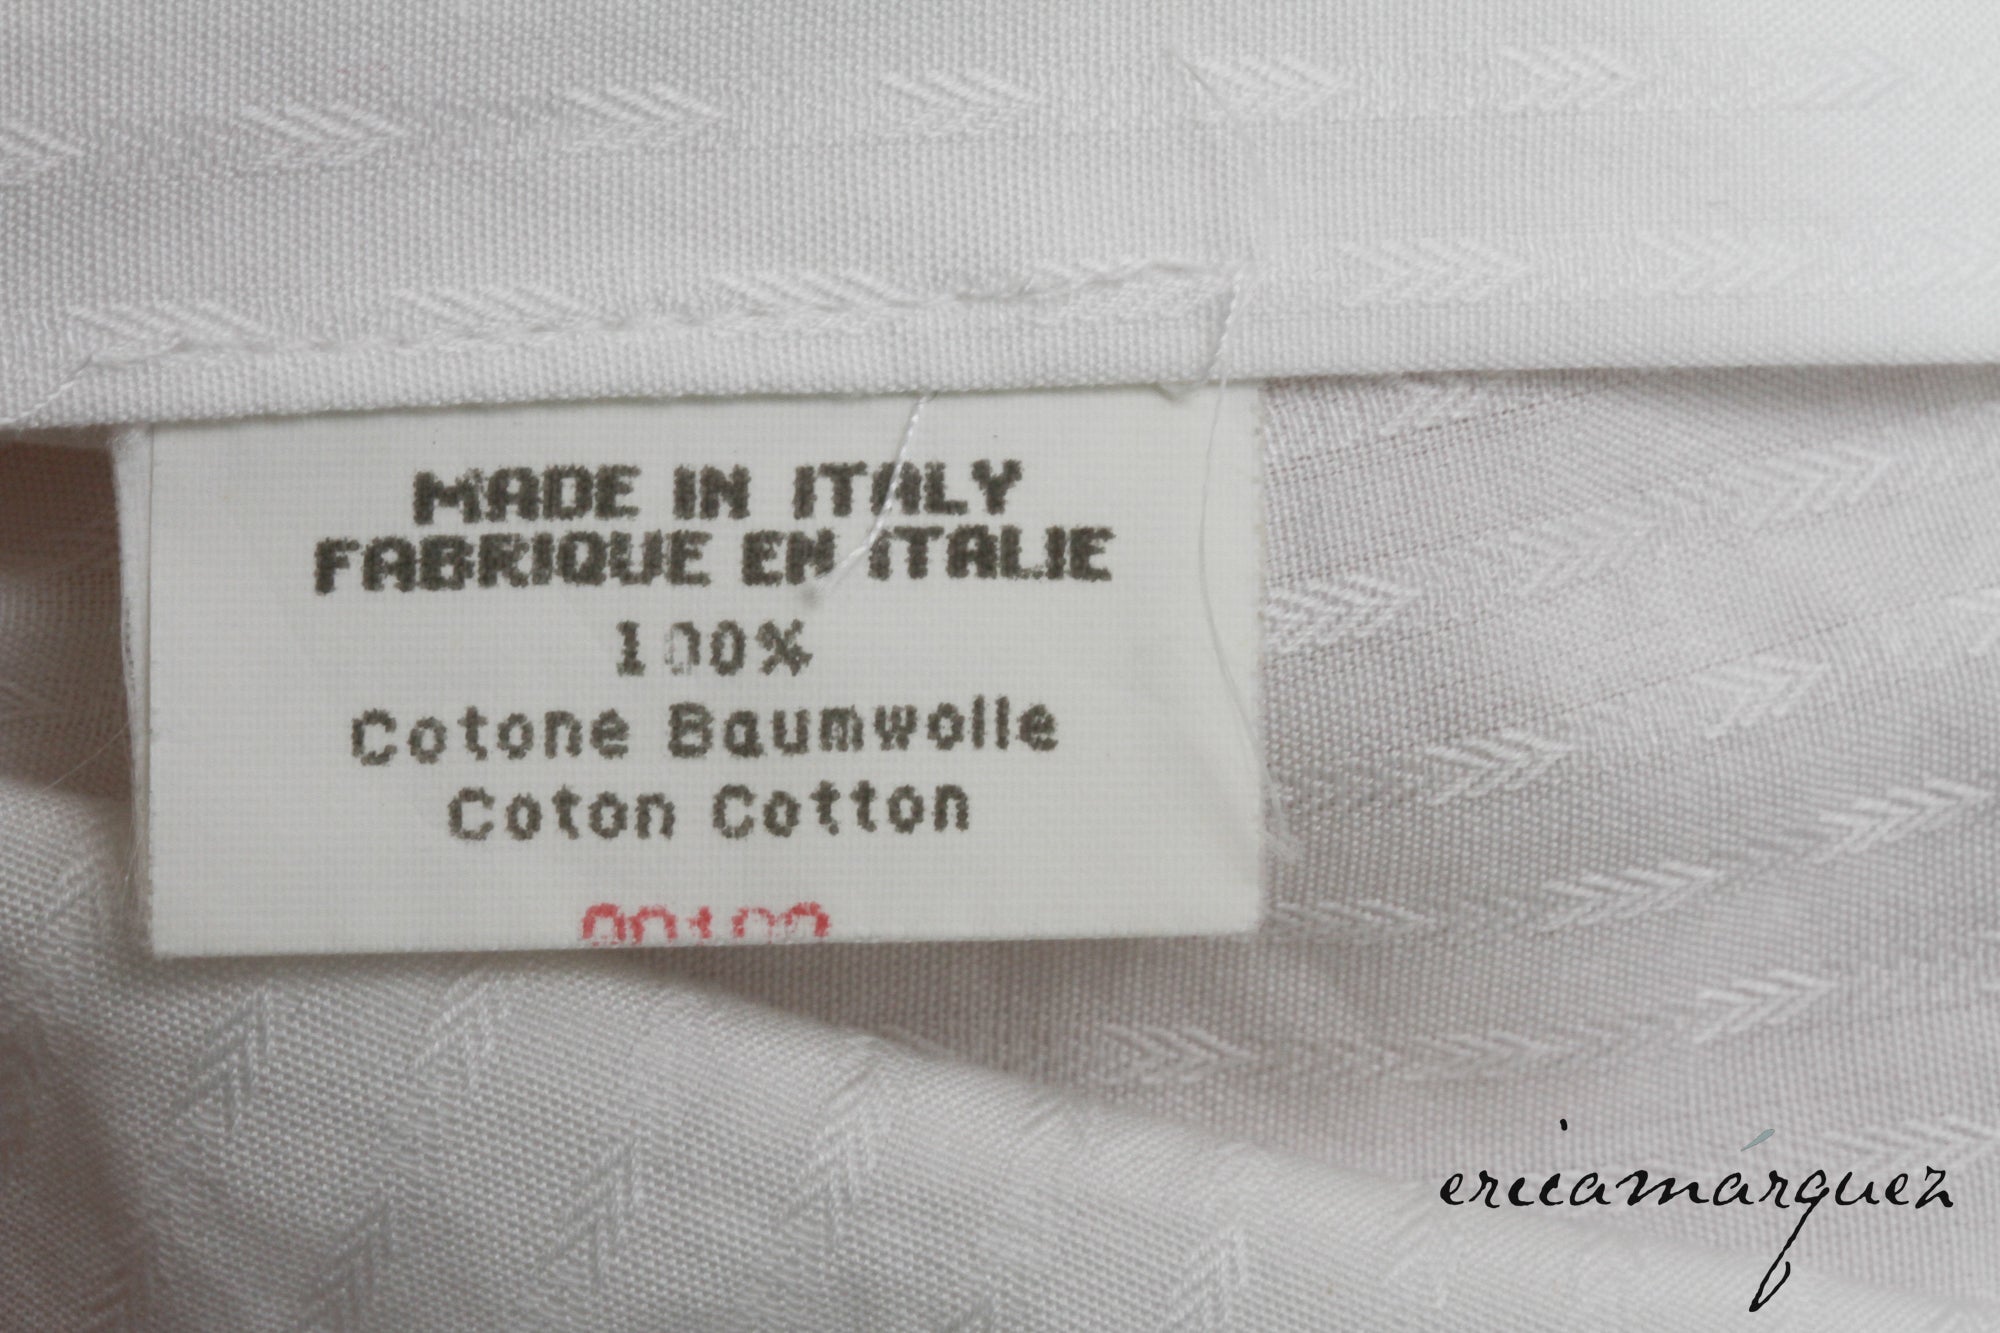 MADE IN ITALY
FABRIQUE EN ITALIE
100%
Cotone Baumwolle
Coton Cotton
ericamárquez